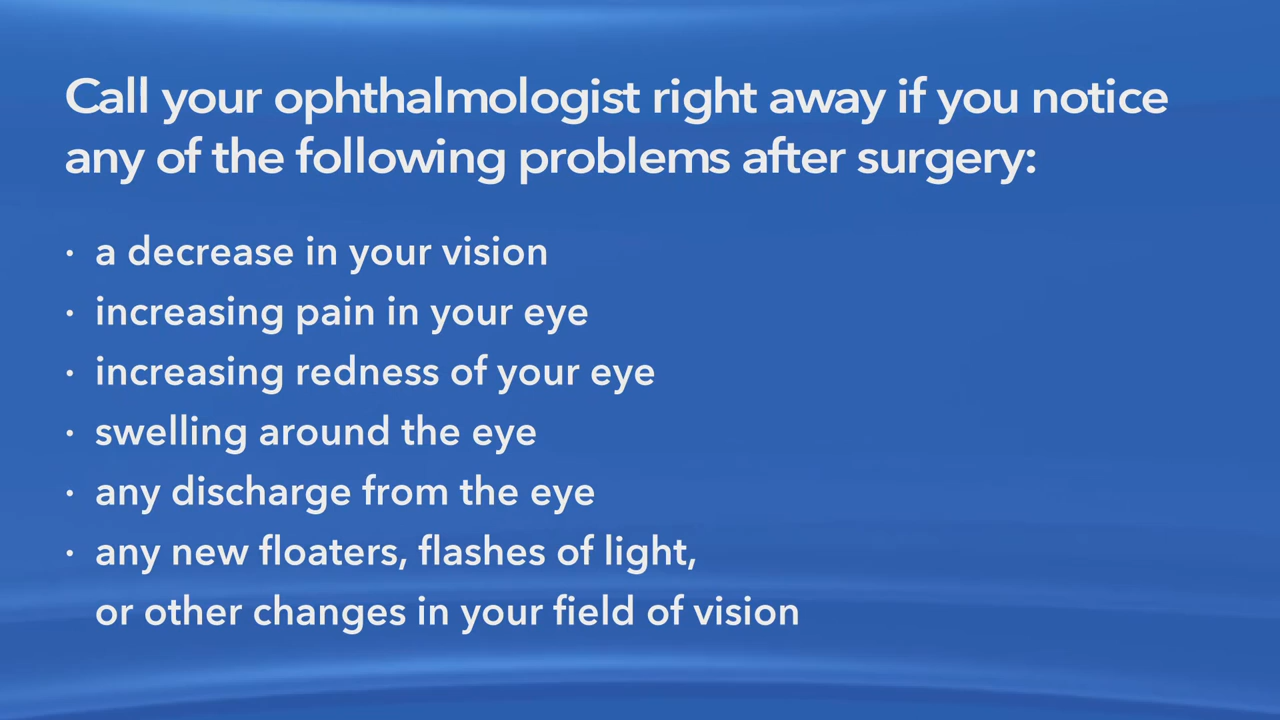 Call your ophthalmologist right away if you notice
any of the following problems after surgery:
· a decrease in your vision
· increasing pain in your eye
· increasing redness of your eye
· swelling around the eye
· any discharge from the eye
· any new floaters, flashes of light,
or other changes in your field of vision